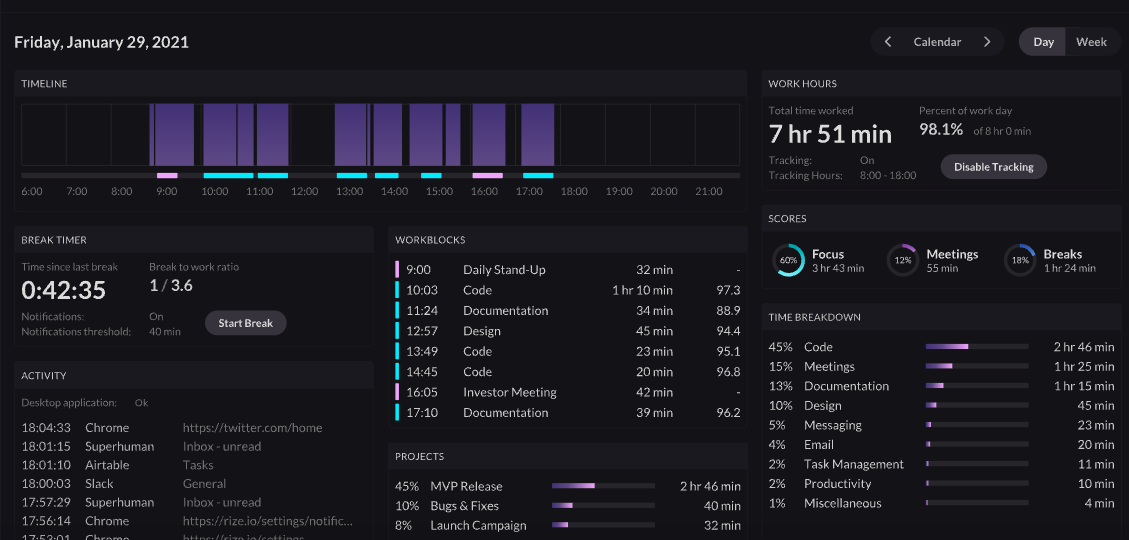 Friday, January 29, 2021
Calendar
Day Week
TIMELINE
6:00 7:00 8:00 9:00 10:00 11:00 12:00 13:00 14:00 15:00 16:00 17:00 18:00 19:00 20:00 21:00
WORK HOURS
Total time worked Percent of work day
7 hr 51 min 98.1% of 8 hr 0 min
Tracking: On
Tracking Hours: 8:00 - 18:00
Disable Tracking
BREAK TIMER
Time since last break Break to work ratio
0:42:35 1 / 3.6
Notifications: On
Notifications threshold: 40 min
Start Break
WORKBLOCKS
9:00 Daily Stand-Up 32 min -
10:03 Code 1 hr 10 min 97.3
11:24 Documentation 34 min 88.9
12:57 Design 45 min 94.4
13:49 Code 23 min 95.1
14:45 Code 20 min 96.8
16:05 Investor Meeting 42 min -
17:10 Documentation 39 min 96.2
SCORES
60% Focus 3 hr 43 min
12% Meetings 55 min
18% Breaks 1 hr 24 min
TIME BREAKDOWN
45% Code 2 hr 46 min
15% Meetings 1 hr 25 min
13% Documentation 1 hr 15 min
10% Design 45 min
5% Messaging 23 min
4% Email 20 min
2% Task Management 11 min
2% Productivity 10 min
1% Miscellaneous 4 min
ACTIVITY
Desktop application: Ok
18:04:33 Chrome https://twitter.com/home
18:01:15 Superhuman Inbox - unread
18:01:10 Airtable Tasks
18:00:03 Slack General
17:57:29 Superhuman Inbox - unread
17:56:14 Chrome https://rize.io/settings/notific...
17:53:01 Chrome https://rize.io/settings
PROJECTS
45% MVP Release 2 hr 46 min
10% Bugs & Fixes 40 min
8% Launch Campaign 32 min